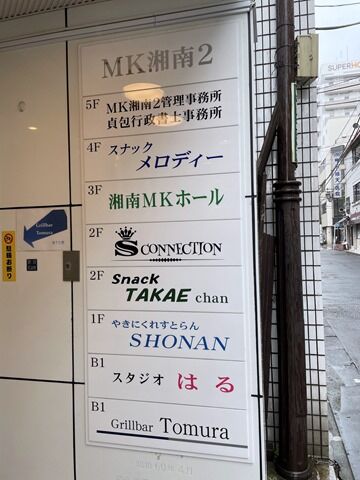 MK湘南2
5F MK湘南2管理事務所
貞包行政書士事務所
4F スナック
メロディー
3F 湘南MKホール
2F S CONNECTION
2F Snack
TAKAE chan
1F やきにくれすとらん
SHONAN
B1 スタジオ はる
B1 Grillbar Tomura
Grillbar
Tomura
SUPERHO